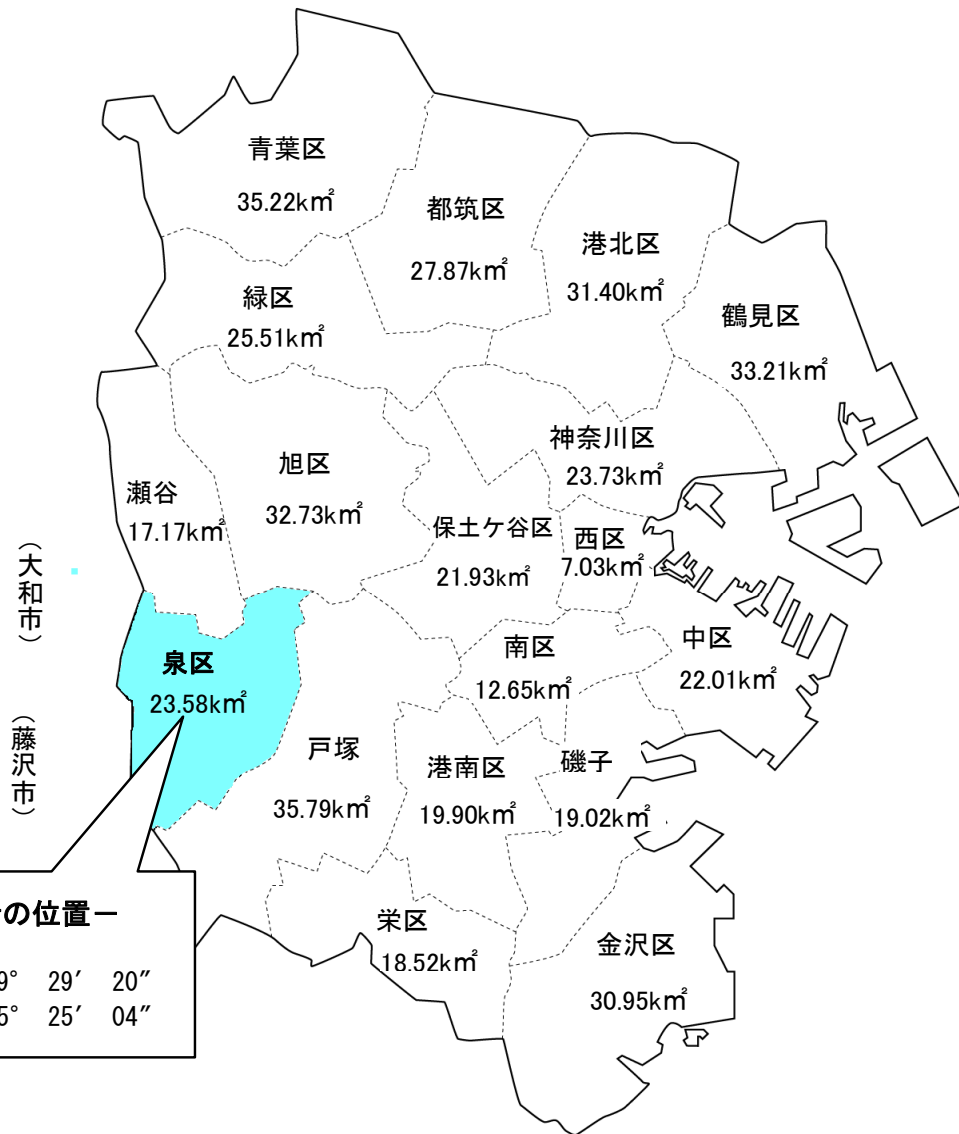 青葉区
35.22k㎡
都筑区
27.87k㎡
港北区
31.40k㎡
緑区
25.51k㎡
鶴見区
33.21k㎡
神奈川区
23.73k㎡
旭区
32.73k㎡
瀬谷
17.17k㎡
保土ケ谷区
21.93k㎡
西区
7.03k㎡
（大和市）
泉区
23.58k㎡
南区
12.65k㎡
中区
22.01k㎡
（藤沢市）
戸塚
35.79k㎡
港南区
19.90k㎡
磯子
19.02k㎡
の位置－
9° 29′ 20″
5° 25′ 04″
栄区
18.52k㎡
金沢区
30.95k㎡